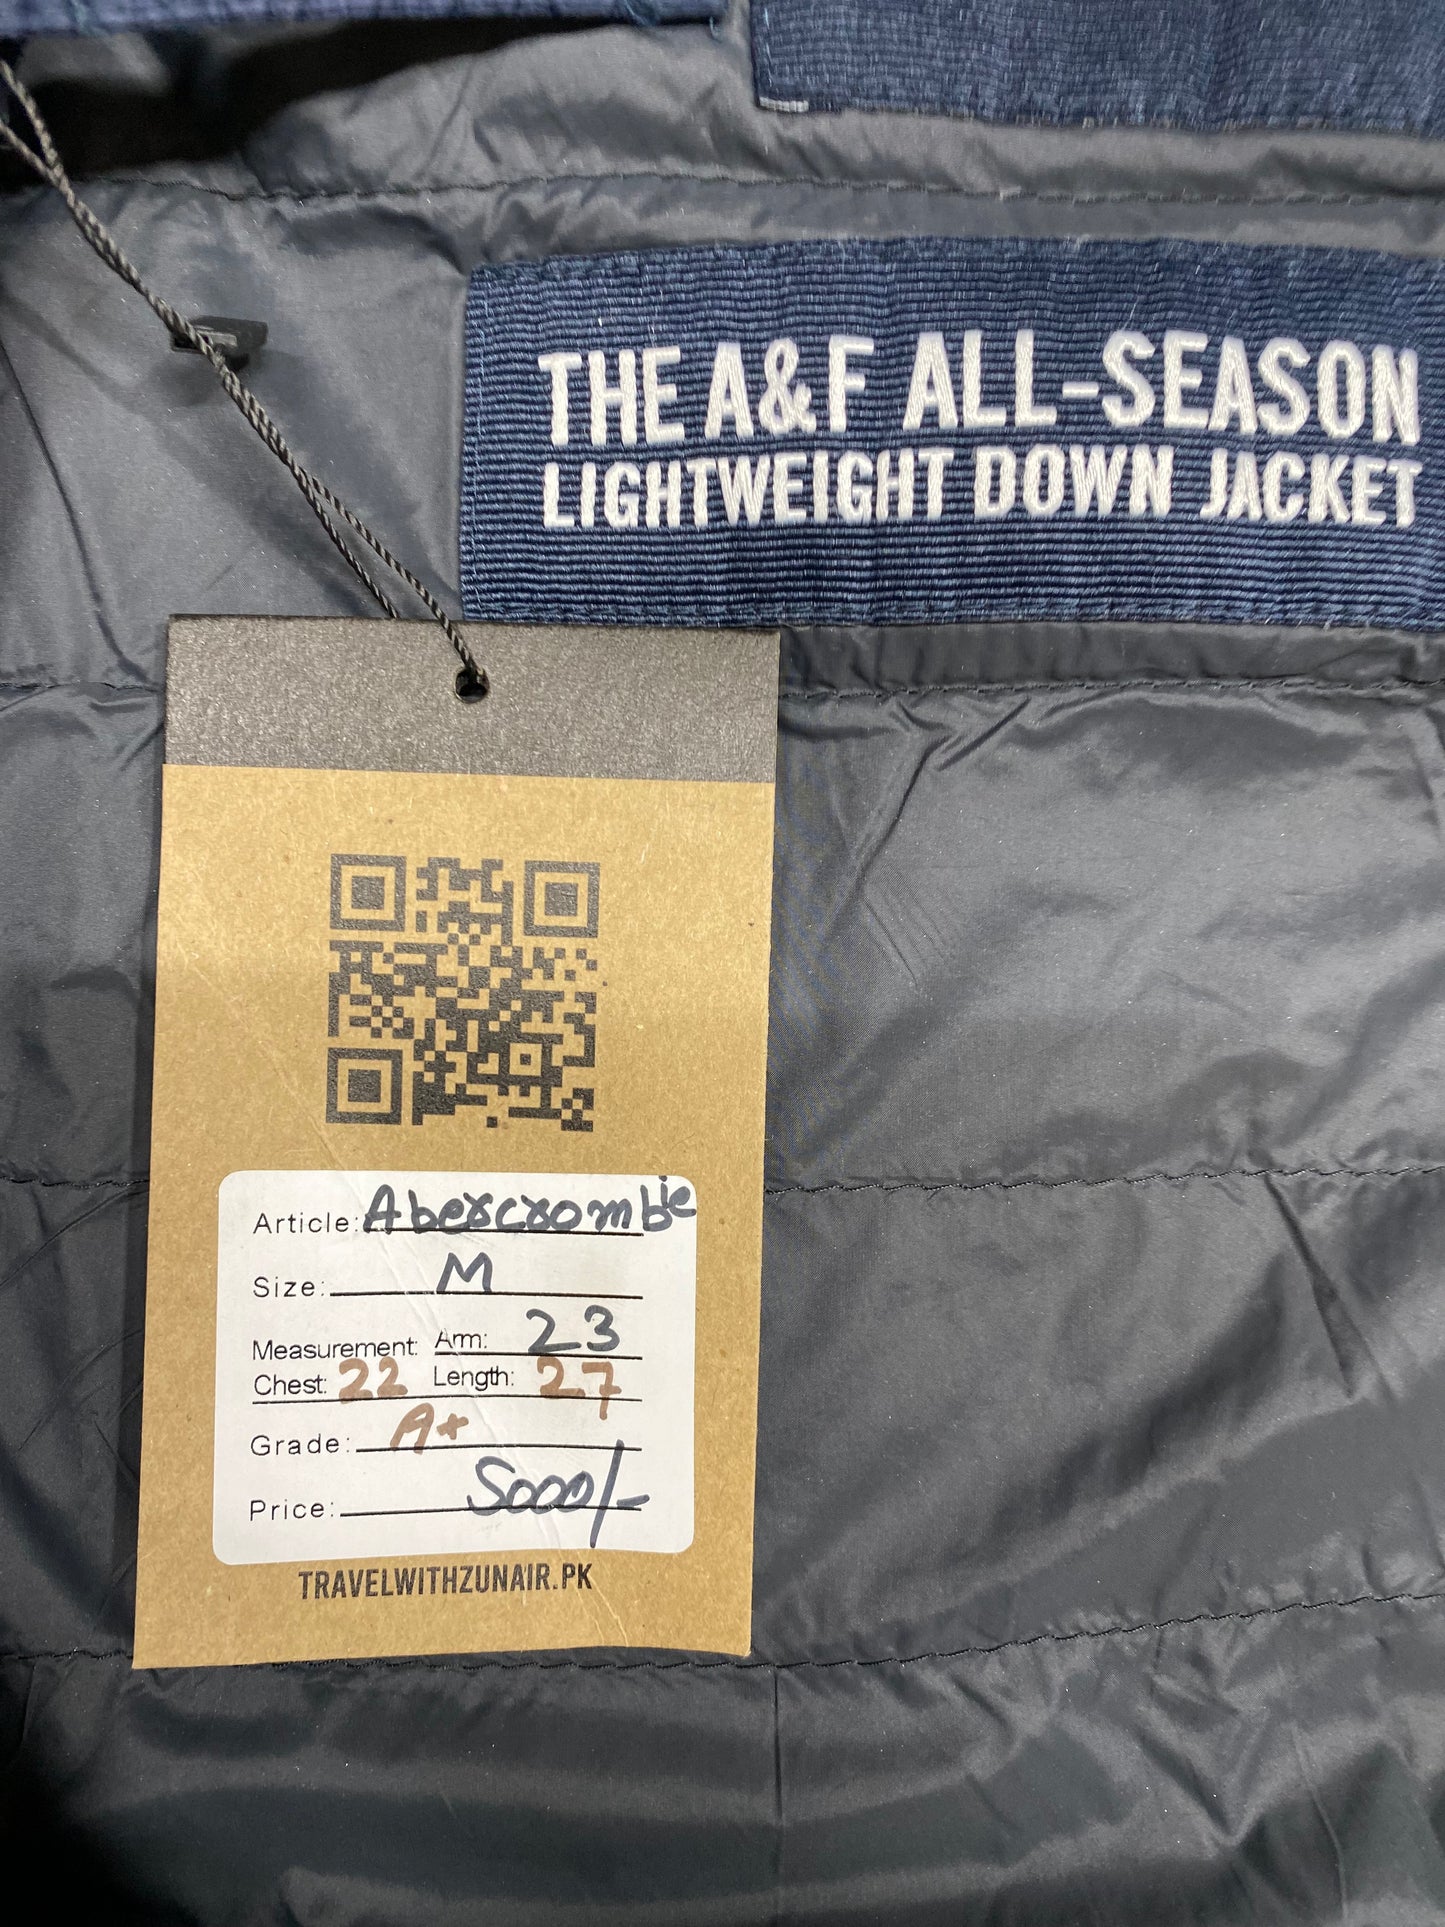 THE A&F ALL-SEASON
LIGHTWEIGHT DOWN JACKET
Article: Abercrombie
Size: M
Measurement: Arm: 23
Chest: 22 Length: 27
Grade: A+
Price: 5000/-
TRAVELWITHZUNAIR.PK